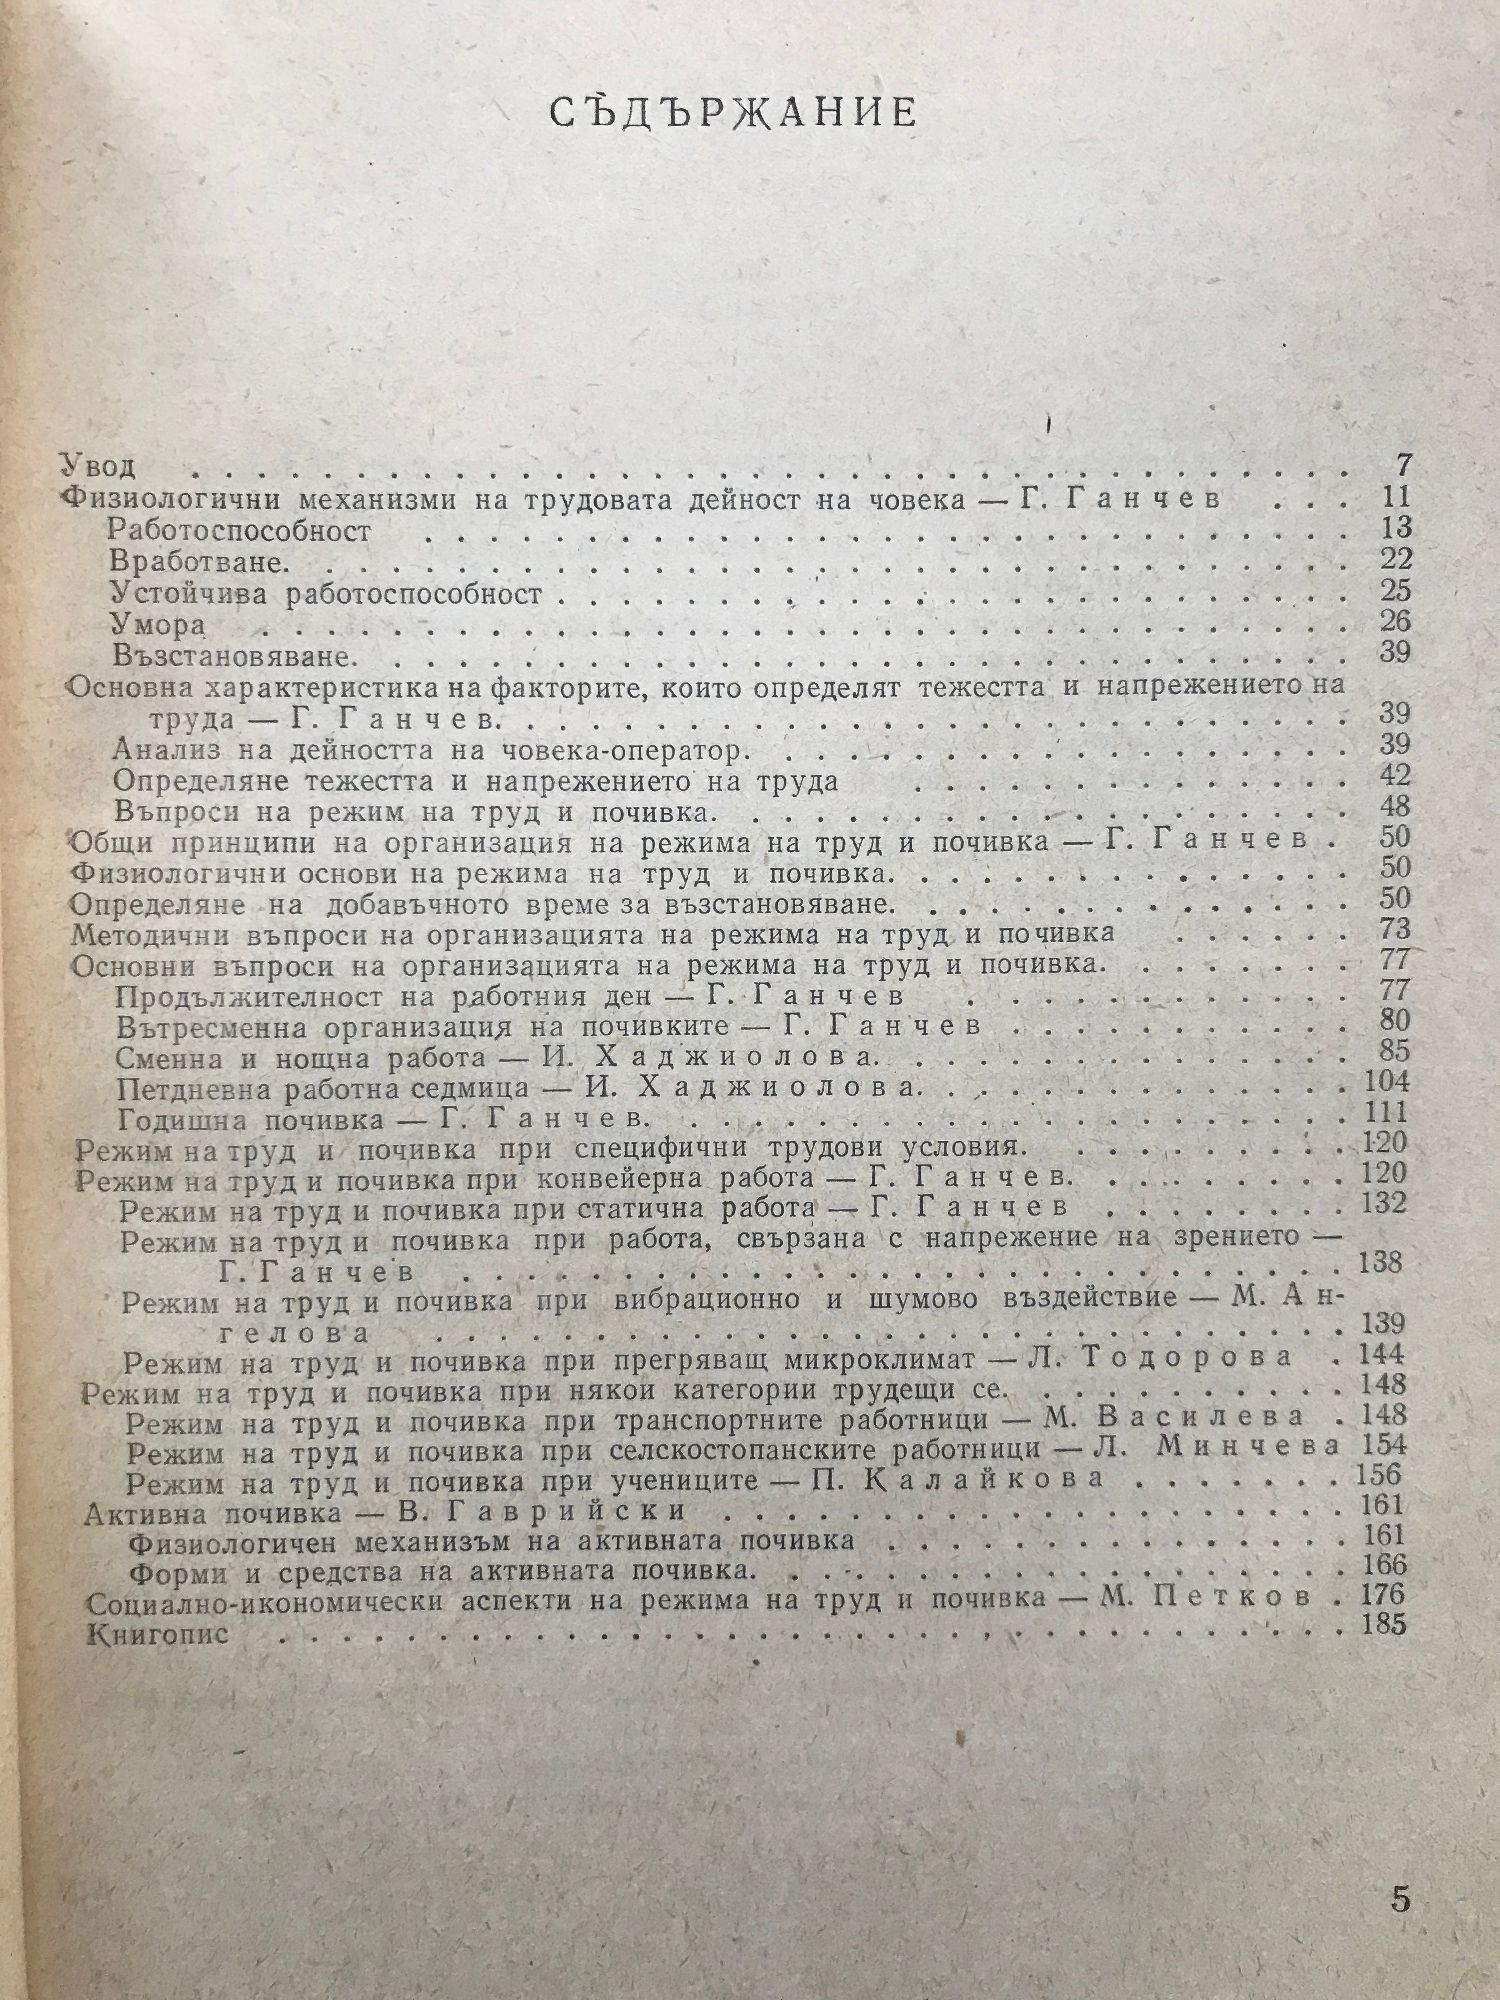 СЪДЪРЖАНИЕ
Увод . . . . . . . . . . . . . . . . . . . . . . . . . . . . . . . . . . . . 7
Физиологични механизми на трудовата дейност на човека — Г. Ганчев . . . 11
Работоспособност . . . . . . . . . . . . . . . . . . . . . . . . . . . . . 13
Вработване. . . . . . . . . . . . . . . . . . . . . . . . . . . . . . . . . 22
Устойчива работоспособност . . . . . . . . . . . . . . . . . . . . . . . . . 25
Умора . . . . . . . . . . . . . . . . . . . . . . . . . . . . . . . . . . 26
Възстановяване. . . . . . . . . . . . . . . . . . . . . . . . . . . . . . . 39
Основна характеристика на факторите, които определят тежестта и напрежението на
труда — Г. Ганчев. . . . . . . . . . . . . . . . . . . . . . . . . . . 39
Анализ на дейността на човека-оператор. . . . . . . . . . . . . . . . . . . 39
Определяне тежестта и напрежението на труда . . . . . . . . . . . . . . 42
Въпроси на режим на труд и почивка. . . . . . . . . . . . . . . . . . . . 48
Общи принципи на организация на режима на труд и почивка — Г. Ганчев . 50
Физиологични основи на режима на труд и почивка. . . . . . . . . . . . . . . 50
Определяне на добавъчното време за възстановяване. . . . . . . . . . . . . . 50
Методични въпроси на организацията на режима на труд и почивка . . . . . . 73
Основни въпроси на организацията на режима на труд и почивка. . . . . . . . 77
Продължителност на работния ден — Г. Ганчев . . . . . . . . . . . . 77
Вътресменна организация на почивките — Г. Ганчев . . . . . . . . . . . 80
Сменна и нощна работа — И. Хаджиолова. . . . . . . . . . . . . . . . 85
Петдневна работна седмица — И. Хаджиолова. . . . . . . . . . . . . . 104
Годишна почивка — Г. Ганчев. . . . . . . . . . . . . . . . . . . . . . 111
Режим на труд и почивка при специфични трудови условия. . . . . . . . . . 120
Режим на труд и почивка при конвейерна работа — Г. Ганчев. . . . . . . . . 120
Режим на труд и почивка при статична работа — Г. Ганчев . . . . . . . . 132
Режим на труд и почивка при работа, свързана с напрежение на зрението —
Г. Ганчев . . . . . . . . . . . . . . . . . . . . . . . . . . . . 138
Режим на труд и почивка при вибрационно и шумово въздействие — М. Ан-
гелова . . . . . . . . . . . . . . . . . . . . . . . . . . . . . 139
Режим на труд и почивка при прегряващ микроклимат — Л. Тодорова . 144
Режим на труд и почивка при някои категории трудещи се. . . . . . . . . . . 148
Режим на труд и почивка при транспортните работници — М. Василева . 148
Режим на труд и почивка при селскостопанските работници — Л. Минчева 154
Режим на труд и почивка при учениците — П. Калайкова . . . . . . . 156
Активна почивка — В. Гаврийски . . . . . . . . . . . . . . . . . . . . 161
Физиологичен механизъм на активната почивка . . . . . . . . . . . . . . . 161
Форми и средства на активната почивка. . . . . . . . . . . . . . . . . . . 166
Социално-икономически аспекти на режима на труд и почивка — М. Петков . 176
Книгопис . . . . . . . . . . . . . . . . . . . . . . . . . . . . . . . . . . 185
5